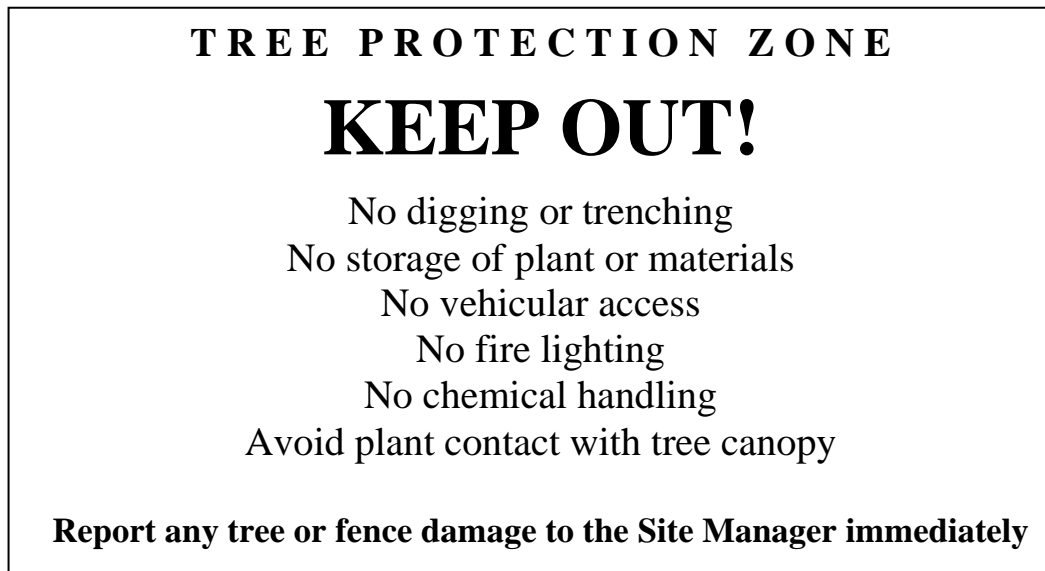 TREE PROTECTION ZONE
KEEP OUT!
No digging or trenching
No storage of plant or materials
No vehicular access
No fire lighting
No chemical handling
Avoid plant contact with tree canopy
Report any tree or fence damage to the Site Manager immediately